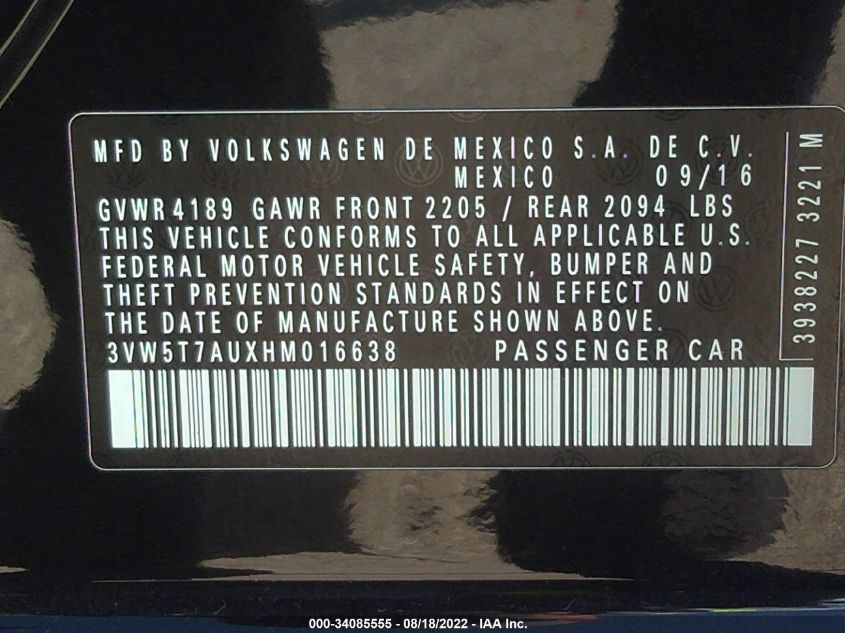 MFD BY VOLKSWAGEN DE MEXICO S.A. DE C.V.
MEXICO 09/16
GVWR 4189 GAWR FRONT 2205 / REAR 2094 LBS
THIS VEHICLE CONFORMS TO ALL APPLICABLE U.S.
FEDERAL MOTOR VEHICLE SAFETY, BUMPER AND
THEFT PREVENTION STANDARDS IN EFFECT ON
THE DATE OF MANUFACTURE SHOWN ABOVE.
3VW5T7AUXHM016638 PASSENGER CAR
3938227 3221 M
000-34085555 - 08/18/2022 - IAA Inc.